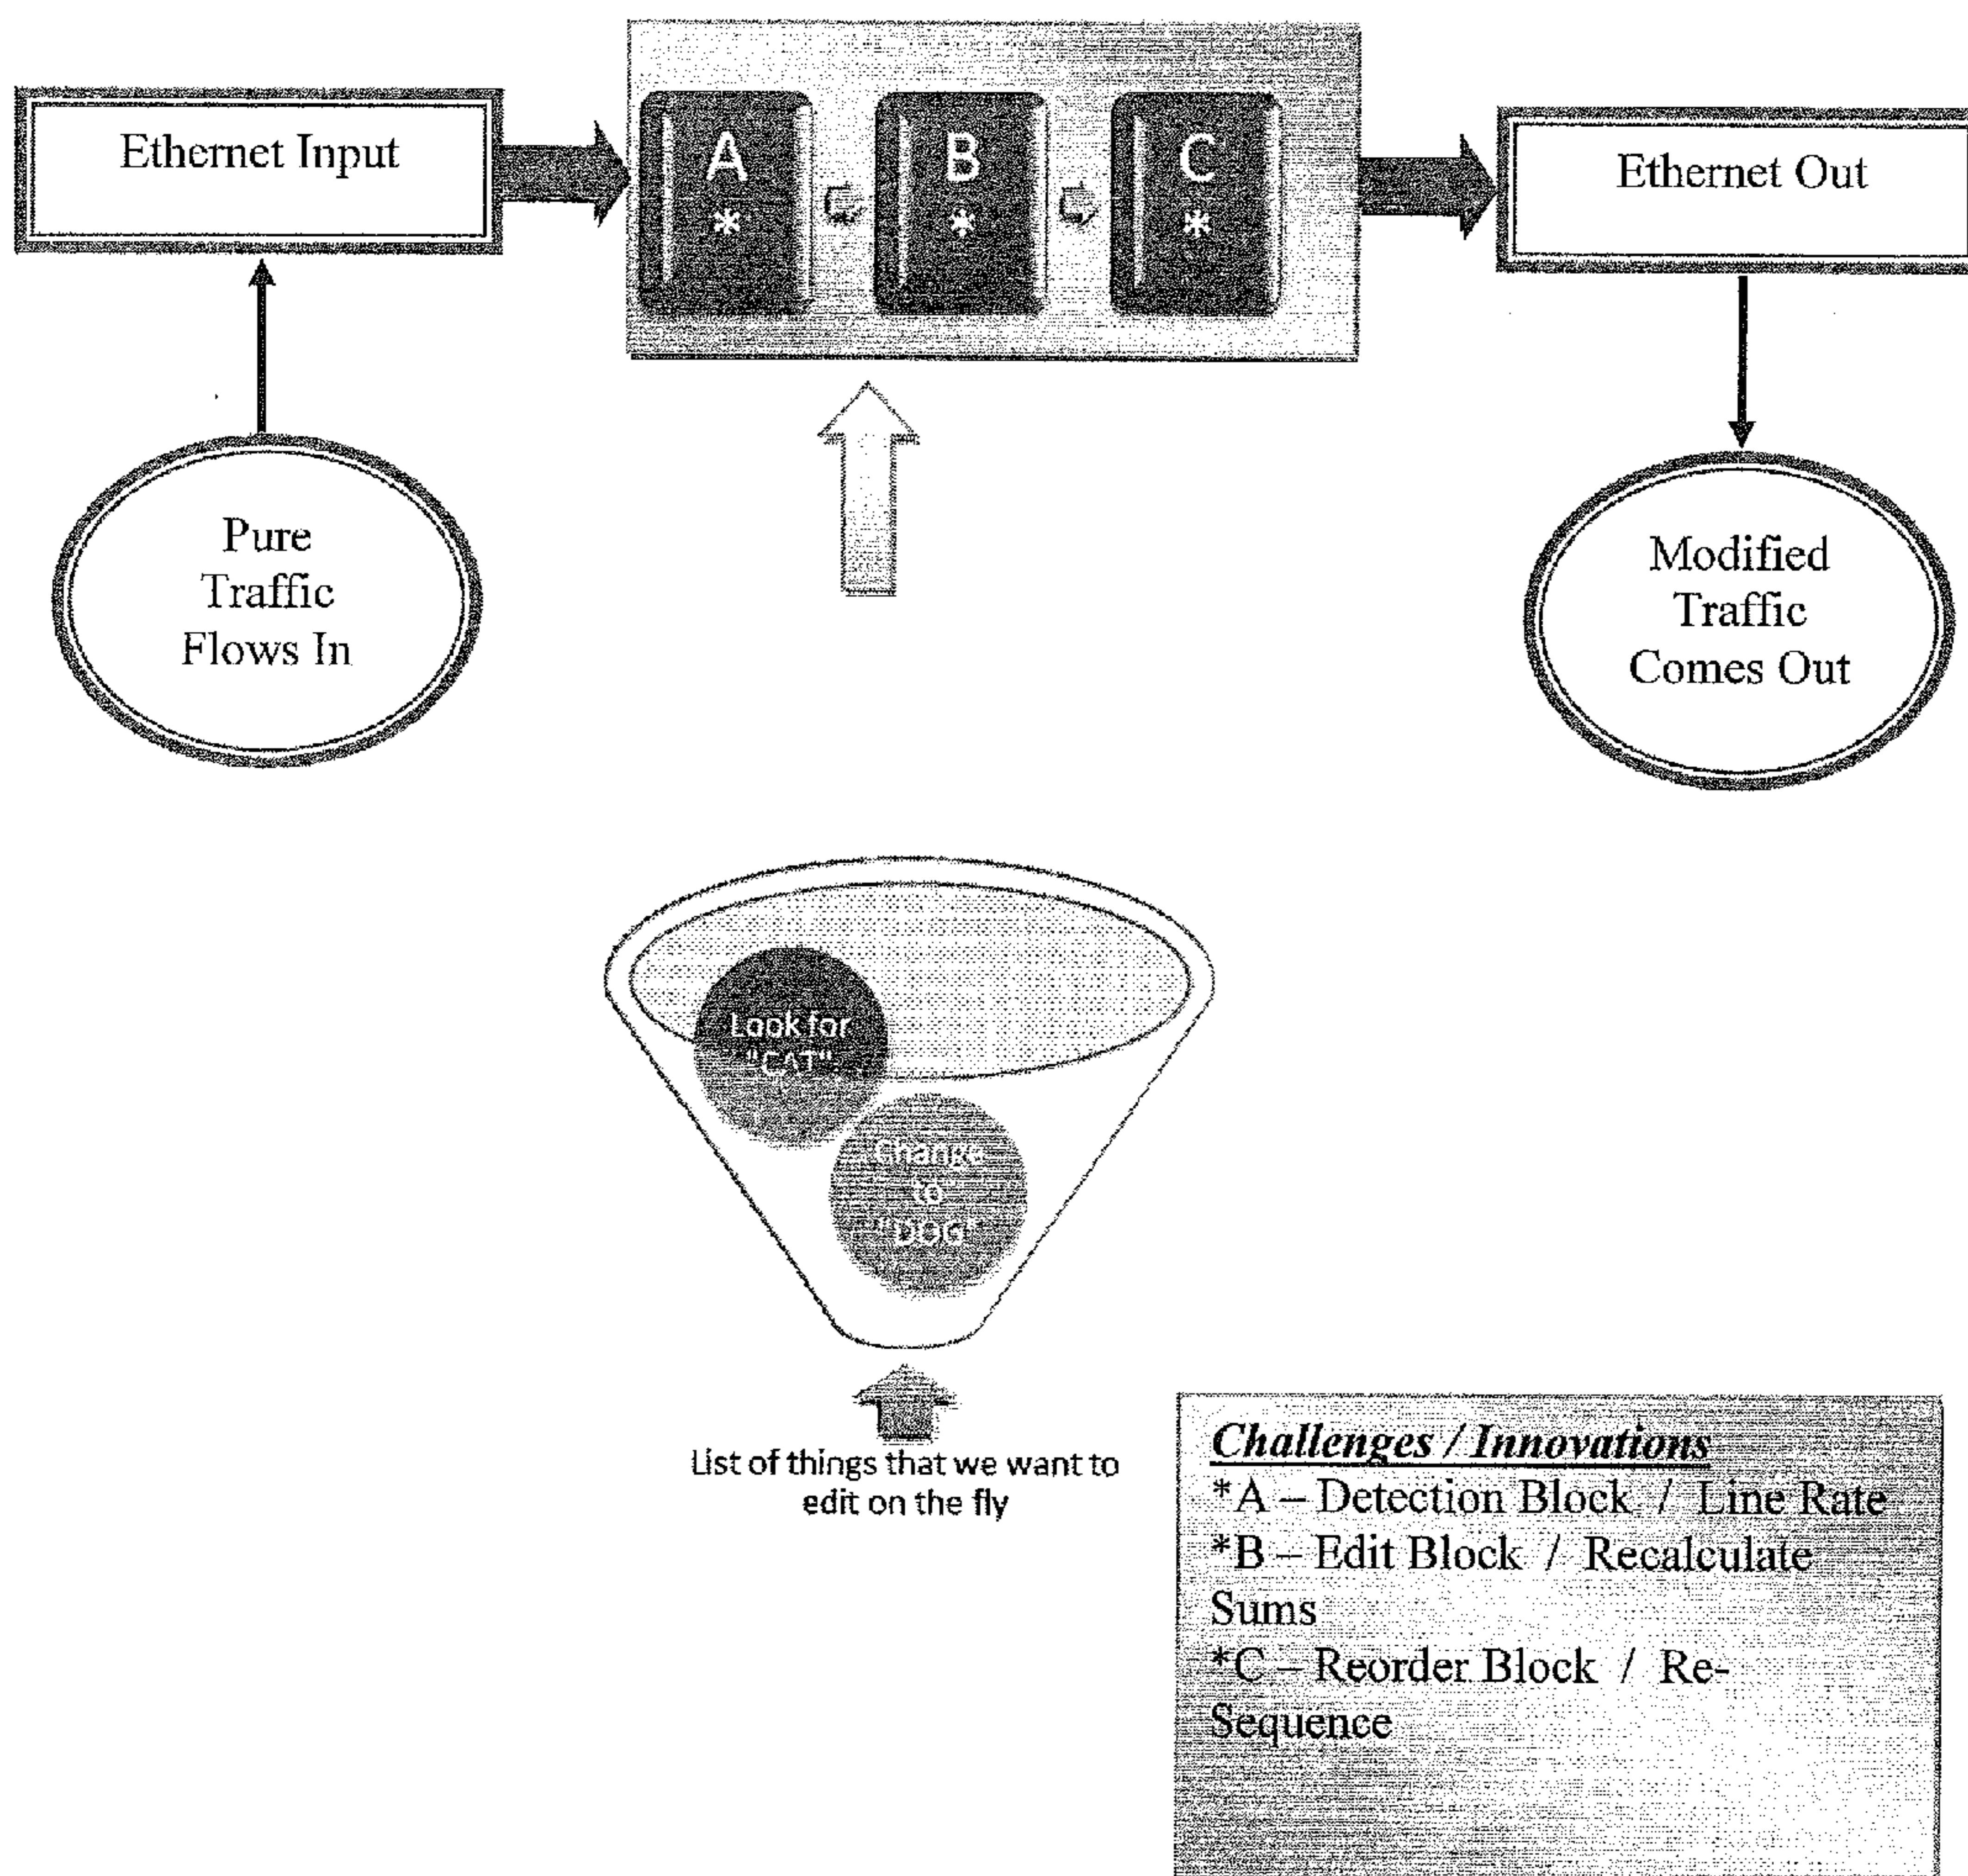 Ethernet Input
A
*
B
*
C
*
Ethernet Out
Pure
Traffic
Flows In
Modified
Traffic
Comes Out
Look for
"CAT"
Change
to
"DOG"
List of things that we want to
edit on the fly
Challenges / Innovations
*A – Detection Block / Line Rate
*B – Edit Block / Recalculate
Sums
*C – Reorder Block / Re-
Sequence